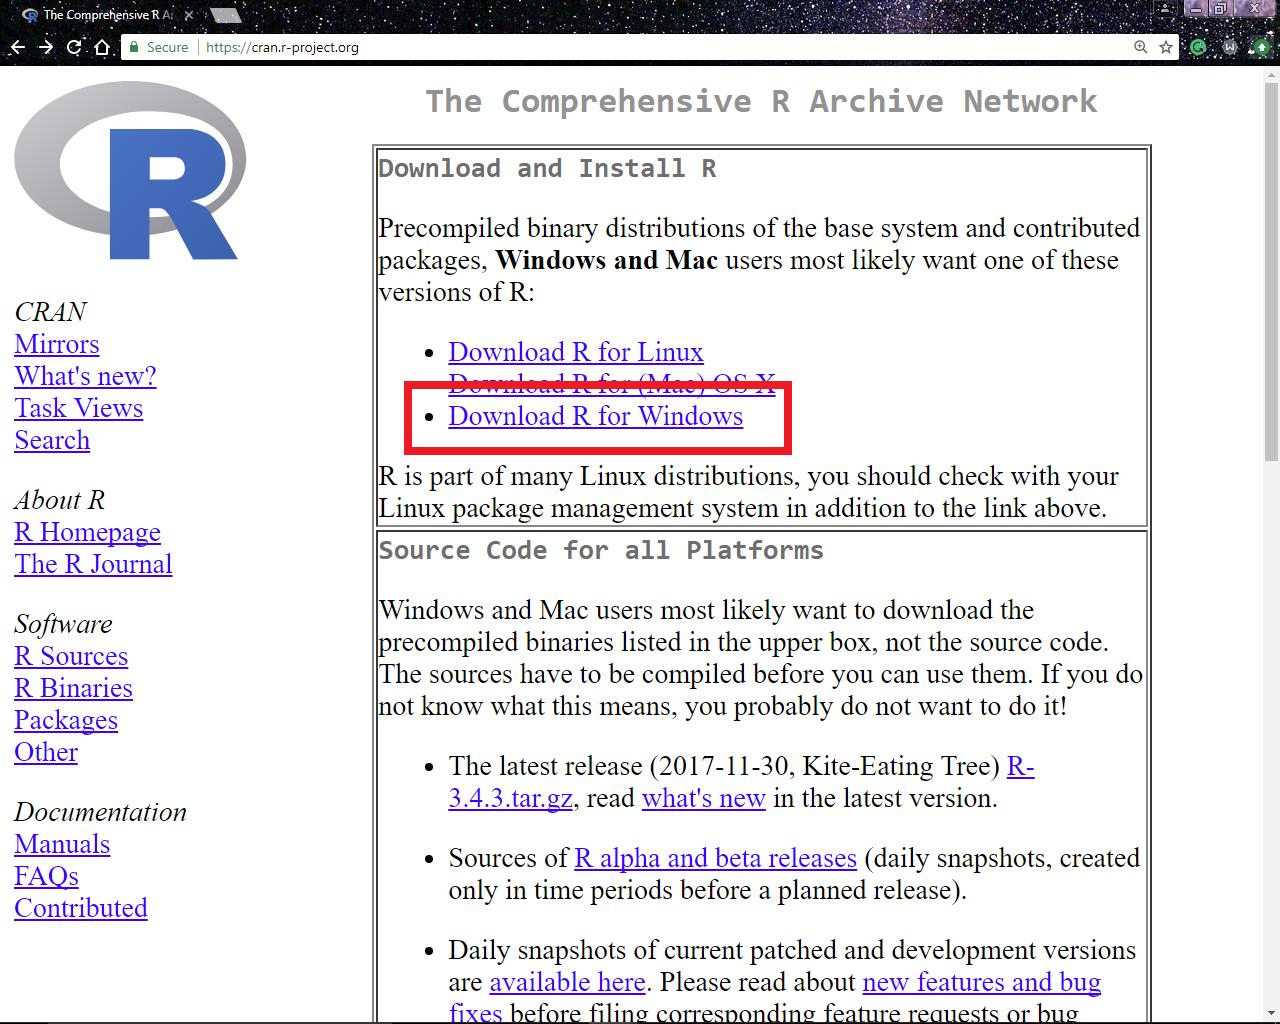 The Comprehensive R Ar
Secure
https://cran.r-project.org
R
CRAN
Mirrors
What's new?
Task Views
Search
About R
R Homepage
The R Journal
Software
R Sources
R Binaries
Packages
Other
Documentation
Manuals
FAQs
Contributed
The Comprehensive R Archive Network
Download and Install R
Precompiled binary distributions of the base system and contributed
packages, Windows and Mac users most likely want one of these
versions of R:
• Download R for Linux
Download R for (Mac) OS X
• Download R for Windows
R is part of many Linux distributions, you should check with your
Linux package management system in addition to the link above.
Source Code for all Platforms
Windows and Mac users most likely want to download the
precompiled binaries listed in the upper box, not the source code.
The sources have to be compiled before you can use them. If you do
not know what this means, you probably do not want to do it!
• The latest release (2017-11-30, Kite-Eating Tree) R-
3.4.3.tar.gz, read what's new in the latest version.
• Sources of R alpha and beta releases (daily snapshots, created
only in time periods before a planned release).
• Daily snapshots of current patched and development versions
are available here. Please read about new features and bug
fixes before filing corresponding feature requests or bug